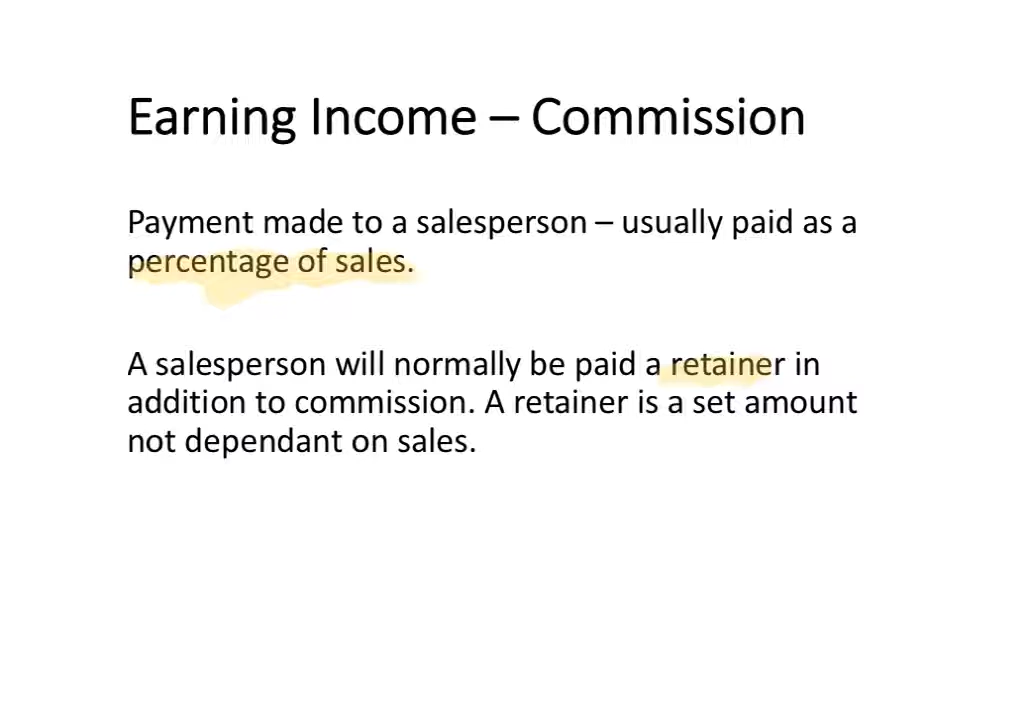 Earning Income – Commission
Payment made to a salesperson – usually paid as a
percentage of sales.
A salesperson will normally be paid a retainer in
addition to commission. A retainer is a set amount
not dependant on sales.